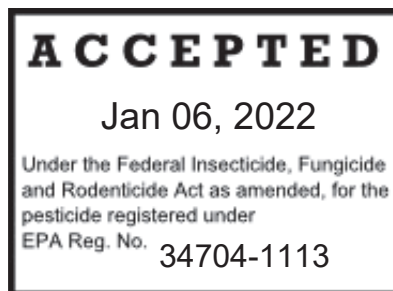 ACCEPTED
Jan 06, 2022
Under the Federal Insecticide, Fungicide
and Rodenticide Act as amended, for the
pesticide registered under
EPA Reg. No. 34704-1113